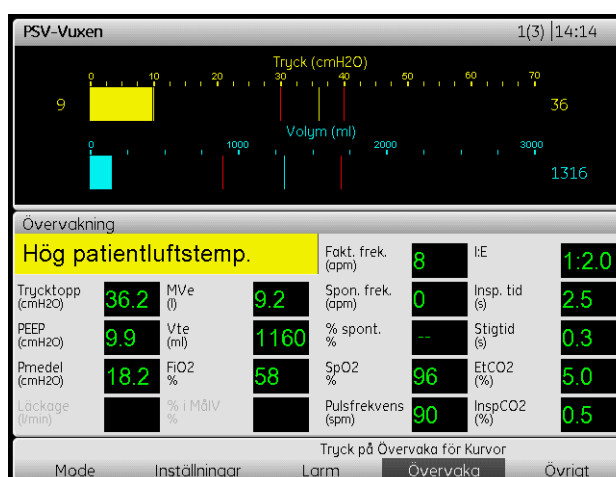 PSV-Vuxen 1(3) 14:14
Tryck (cmH2O)
0 10 20 30 40 50 60 70
9 36
Volym (ml)
0 1000 2000 3000
1316
Övervakning
Hög patientluftstemp.
Fakt. frek. (apm) 8 I:E 1:2.0
Trycktopp (cmH2O) 36.2 MVe (l) 9.2 Spon. frek. (apm) 0 Insp. tid (s) 2.5
PEEP (cmH2O) 9.9 Vte (ml) 1160 % spont. % -- Stigtid (s) 0.3
Pmedel (cmH2O) 18.2 FiO2 % 58 SpO2 % 96 EtCO2 (%) 5.0
Läckage (l/min) % i MålV % Pulsfrekvens (spm) 90 InspCO2 (%) 0.5
Tryck på Övervaka för Kurvor
Mode Inställningar Larm Övervaka Övrigt